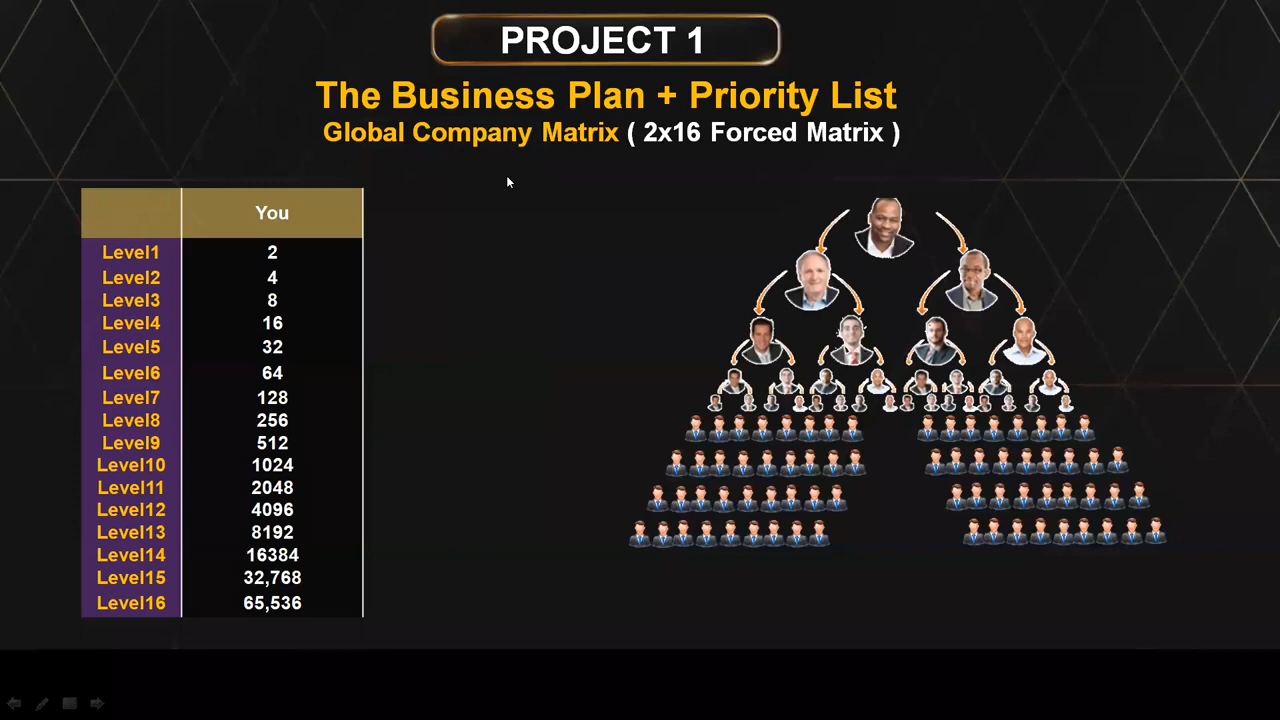 PROJECT 1
The Business Plan + Priority List
Global Company Matrix ( 2x16 Forced Matrix )
You
Level1 2
Level2 4
Level3 8
Level4 16
Level5 32
Level6 64
Level7 128
Level8 256
Level9 512
Level10 1024
Level11 2048
Level12 4096
Level13 8192
Level14 16384
Level15 32,768
Level16 65,536